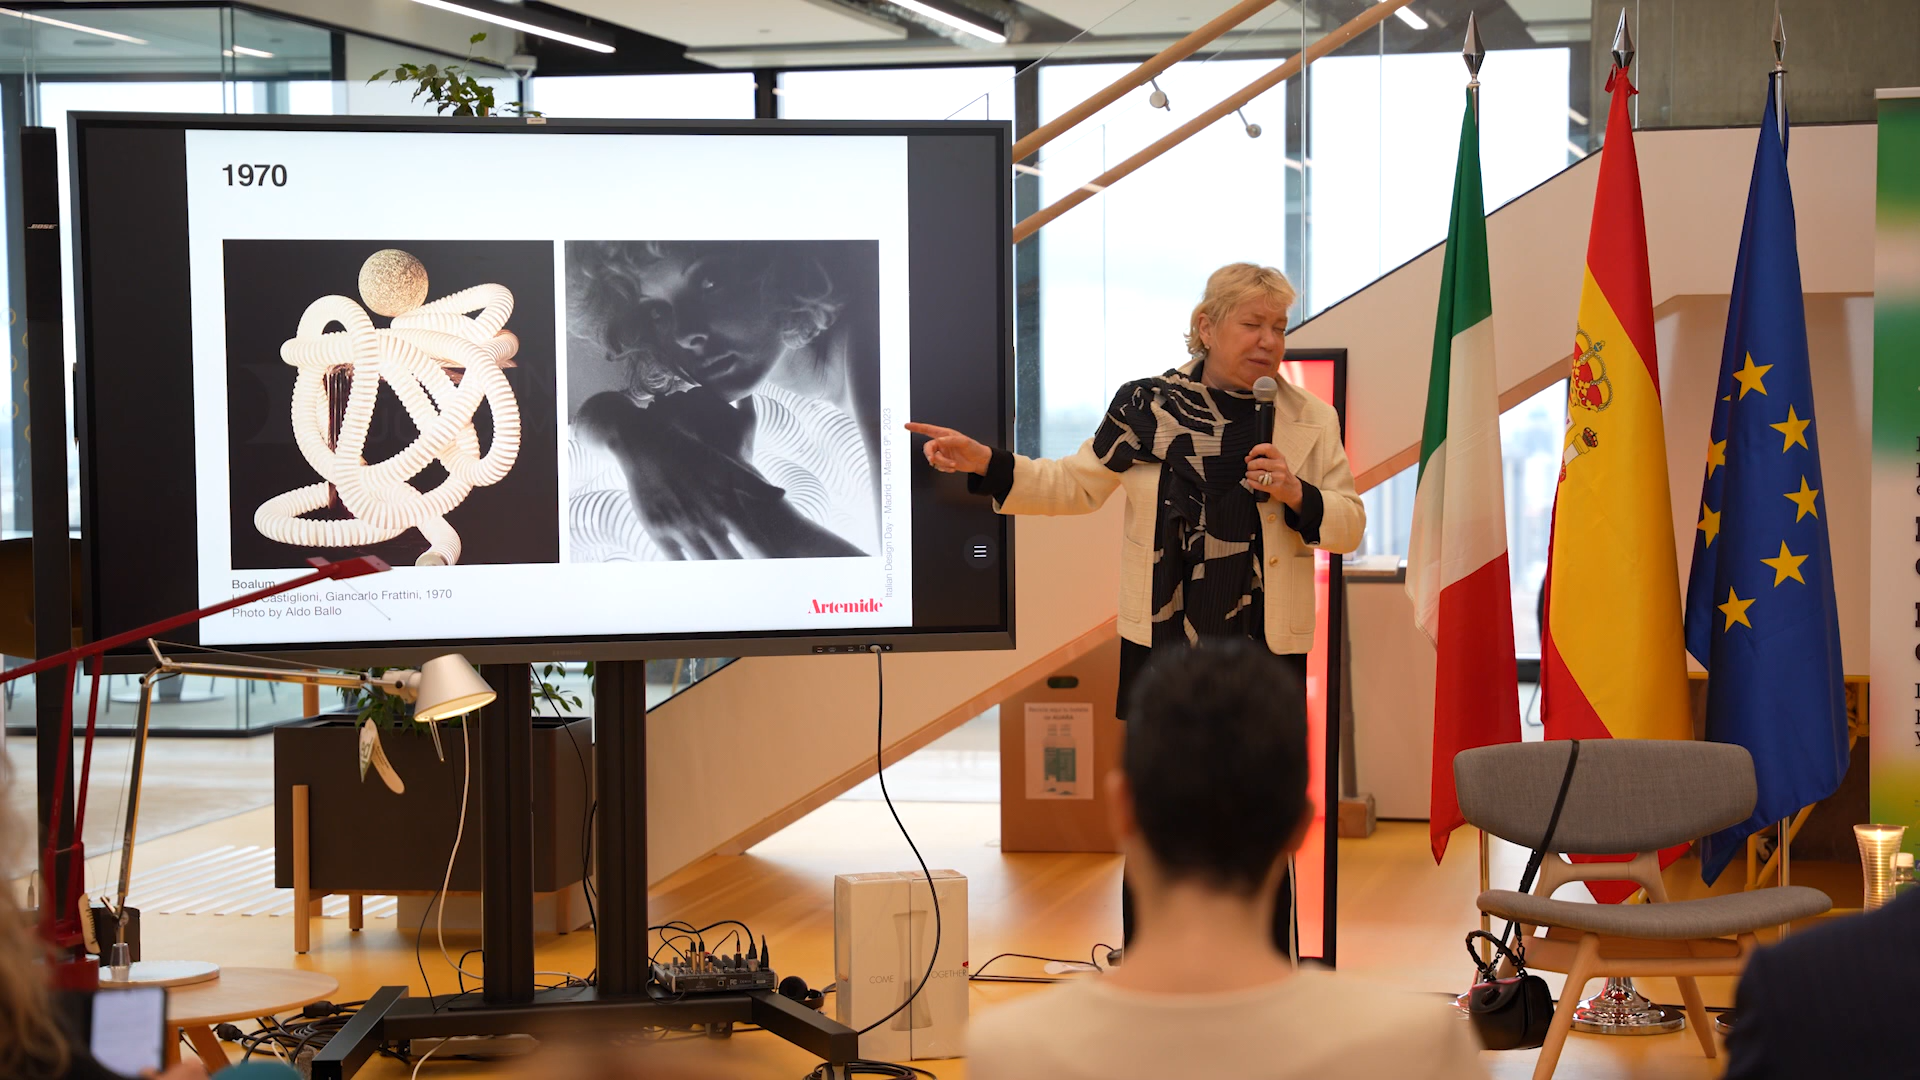 1970
Boalum
Castiglioni, Giancarlo Frattini, 1970
Photo by Aldo Ballo
Artemide
Italian Design Day - Madrid - March 9th, 2023
BOSE
COME
TOGETHER